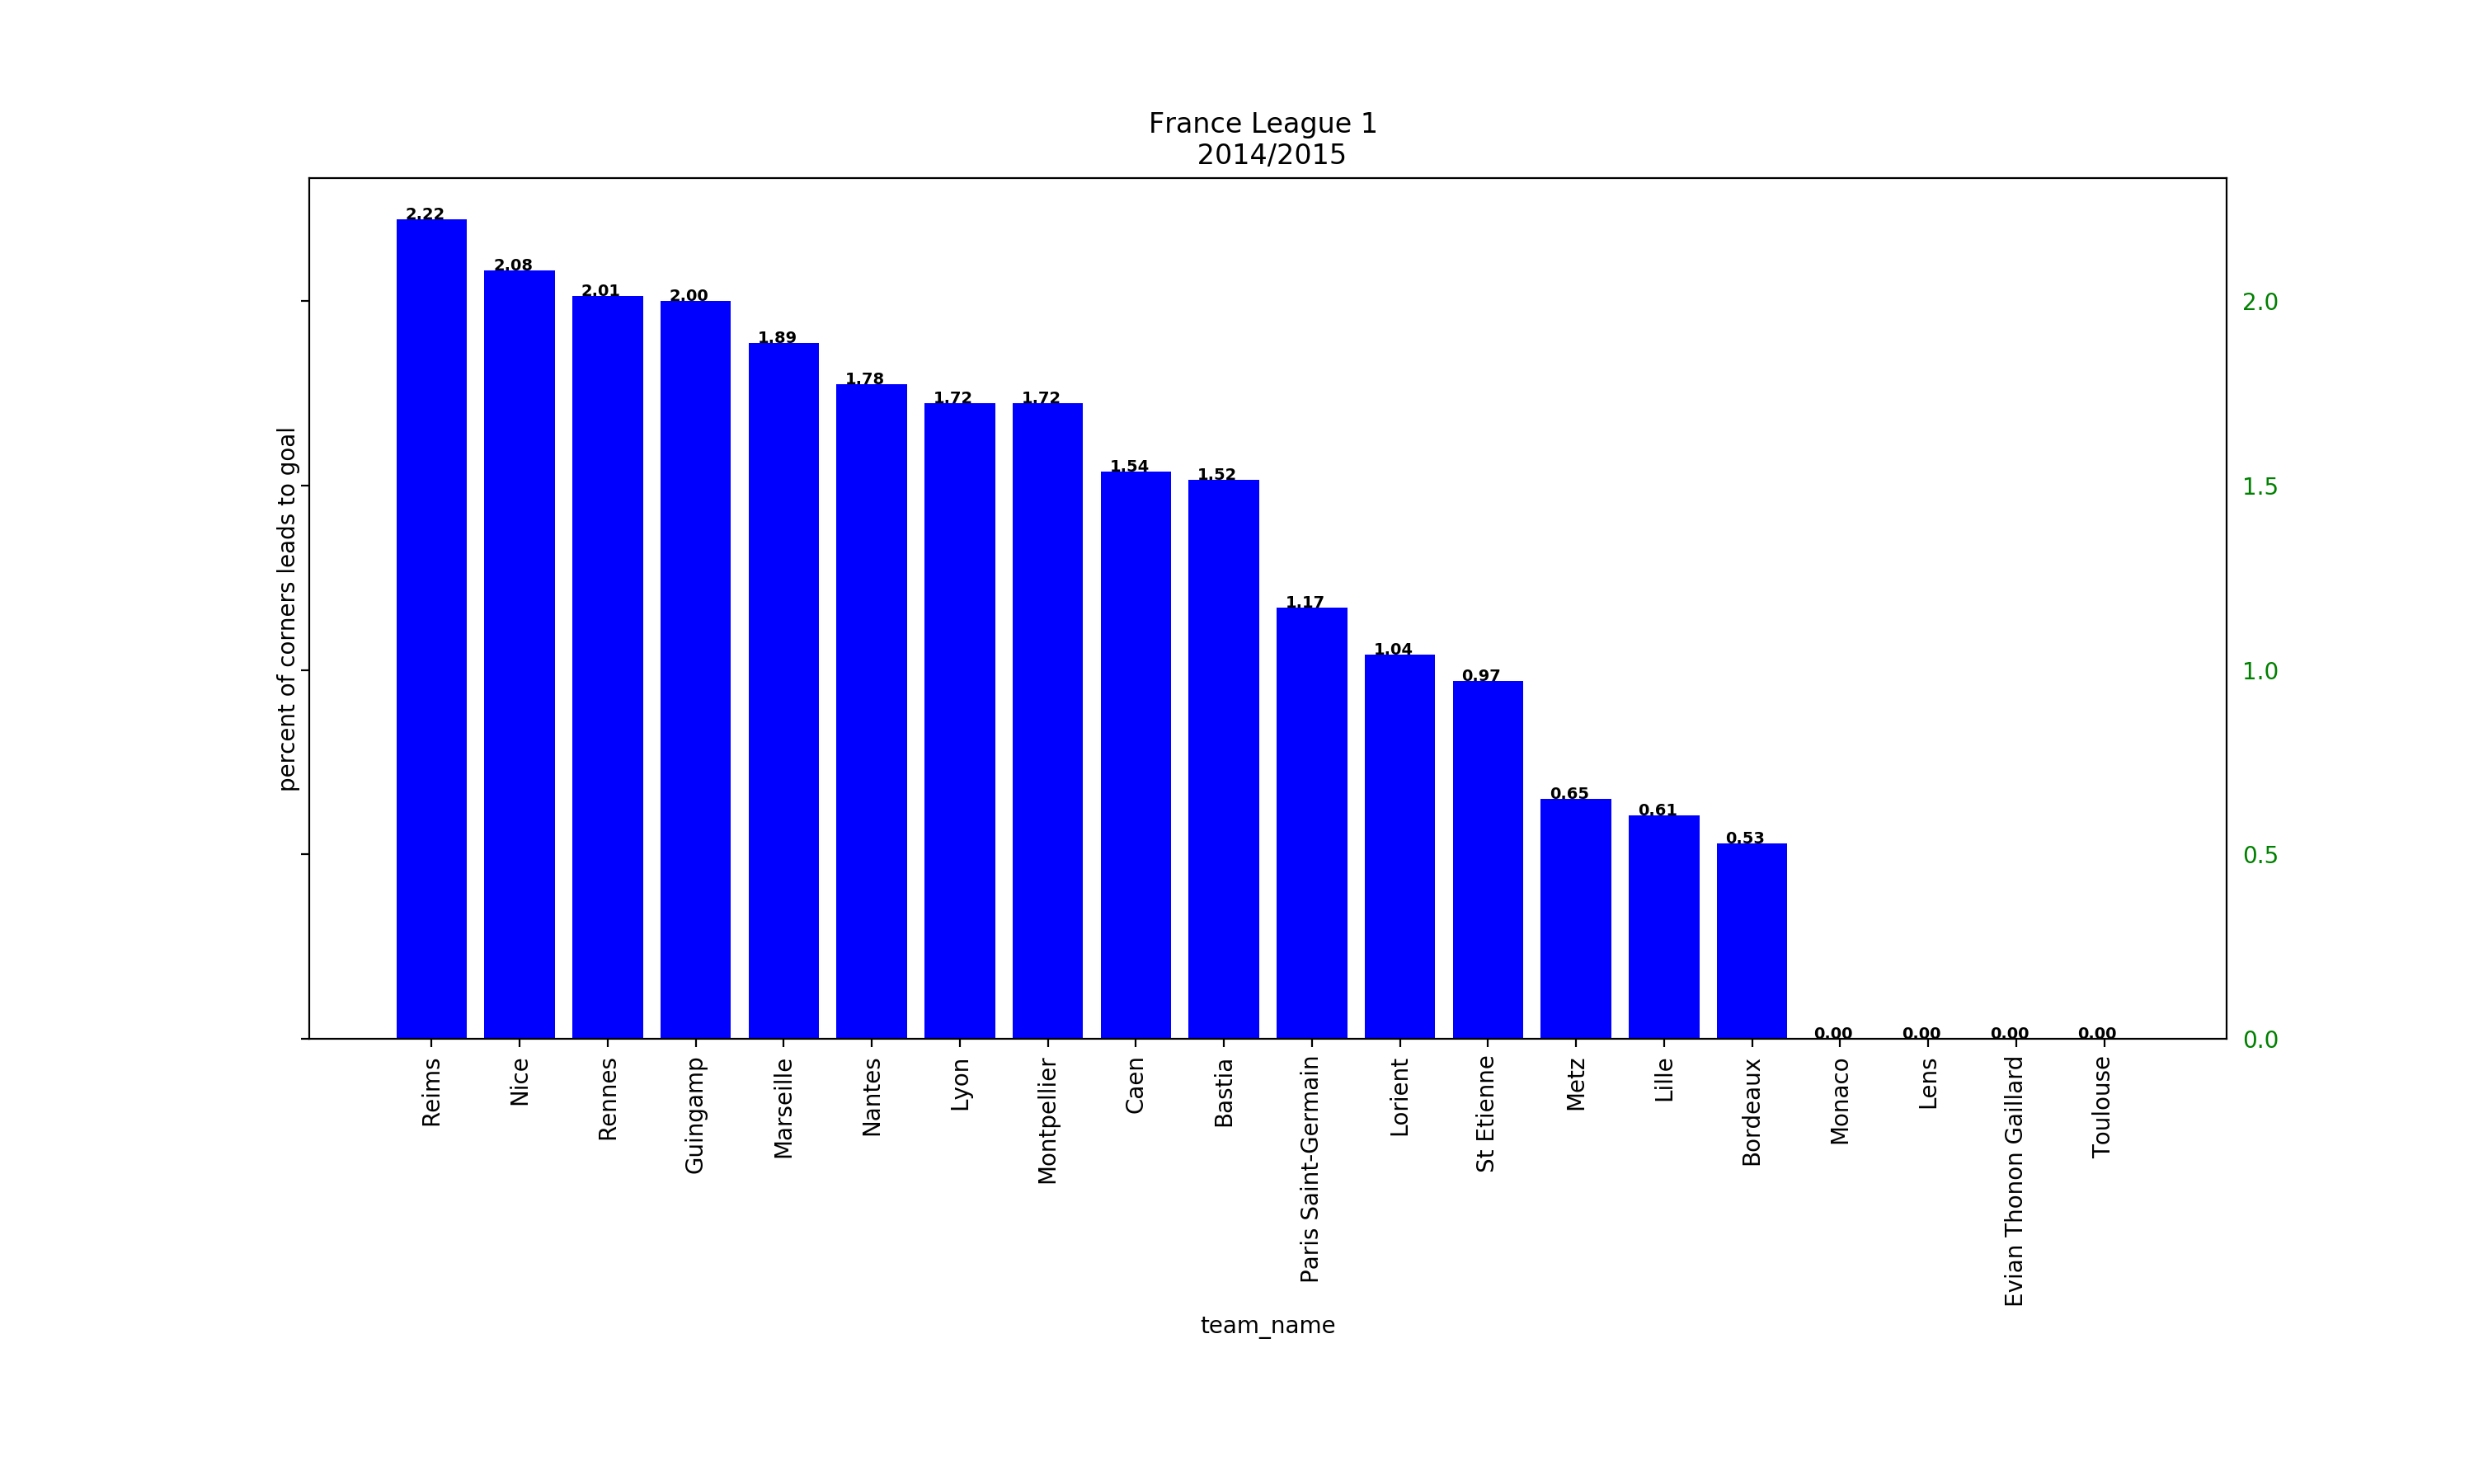 France League 1
2014/2015
percent of corners leads to goal
2.22
2.08
2.01
2.00
1.89
1.78
1.72
1.72
1.54
1.52
1.17
1.04
0.97
0.65
0.61
0.53
0.00
0.00
0.00
0.00
2.0
1.5
1.0
0.5
0.0
Reims
Nice
Rennes
Guingamp
Marseille
Nantes
Lyon
Montpellier
Caen
Bastia
Paris Saint-Germain
Lorient
St Etienne
Metz
Lille
Bordeaux
Monaco
Lens
Evian Thonon Gaillard
Toulouse
team_name